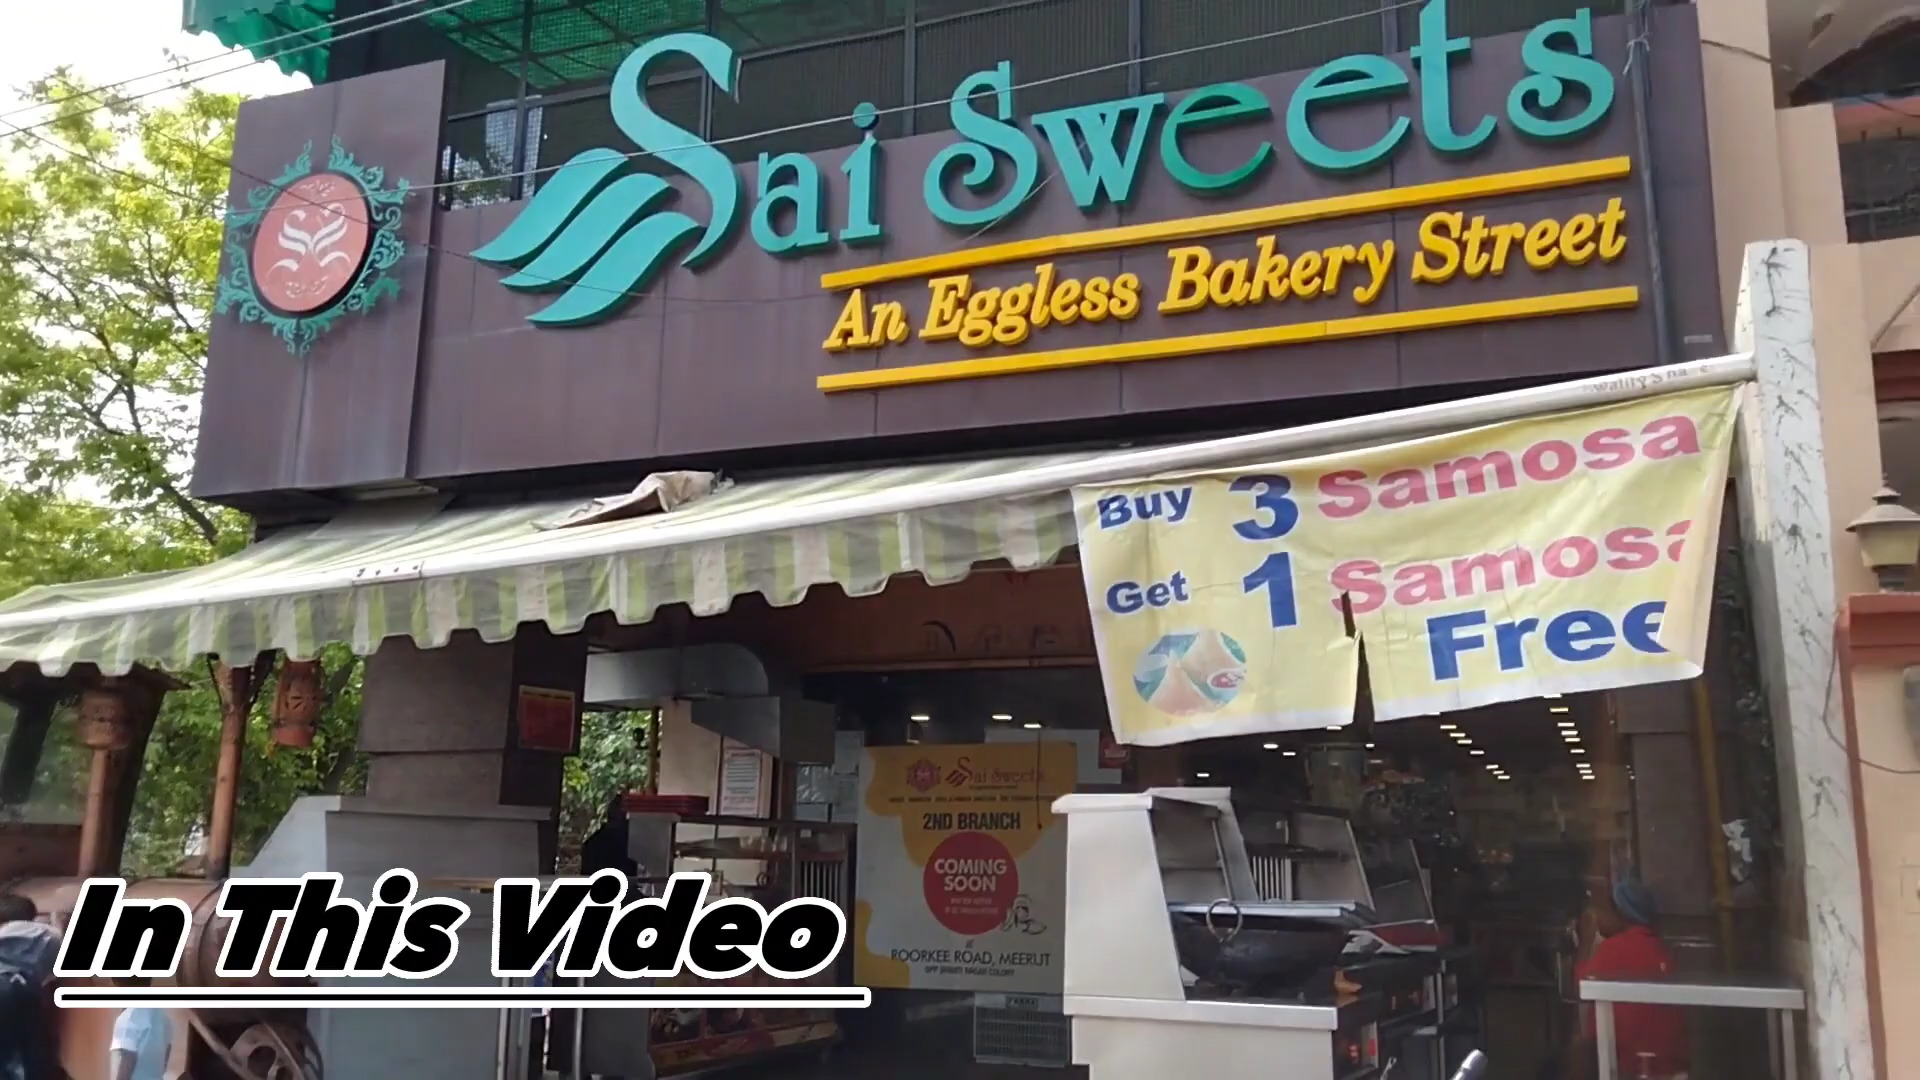 Sai Sweets
An Eggless Bakery Street
Buy 3 Samosa
Get 1 Samosa
Free
Sai Sweets
2ND BRANCH
COMING
SOON
at
ROORKEE ROAD, MEERUT
In This Video